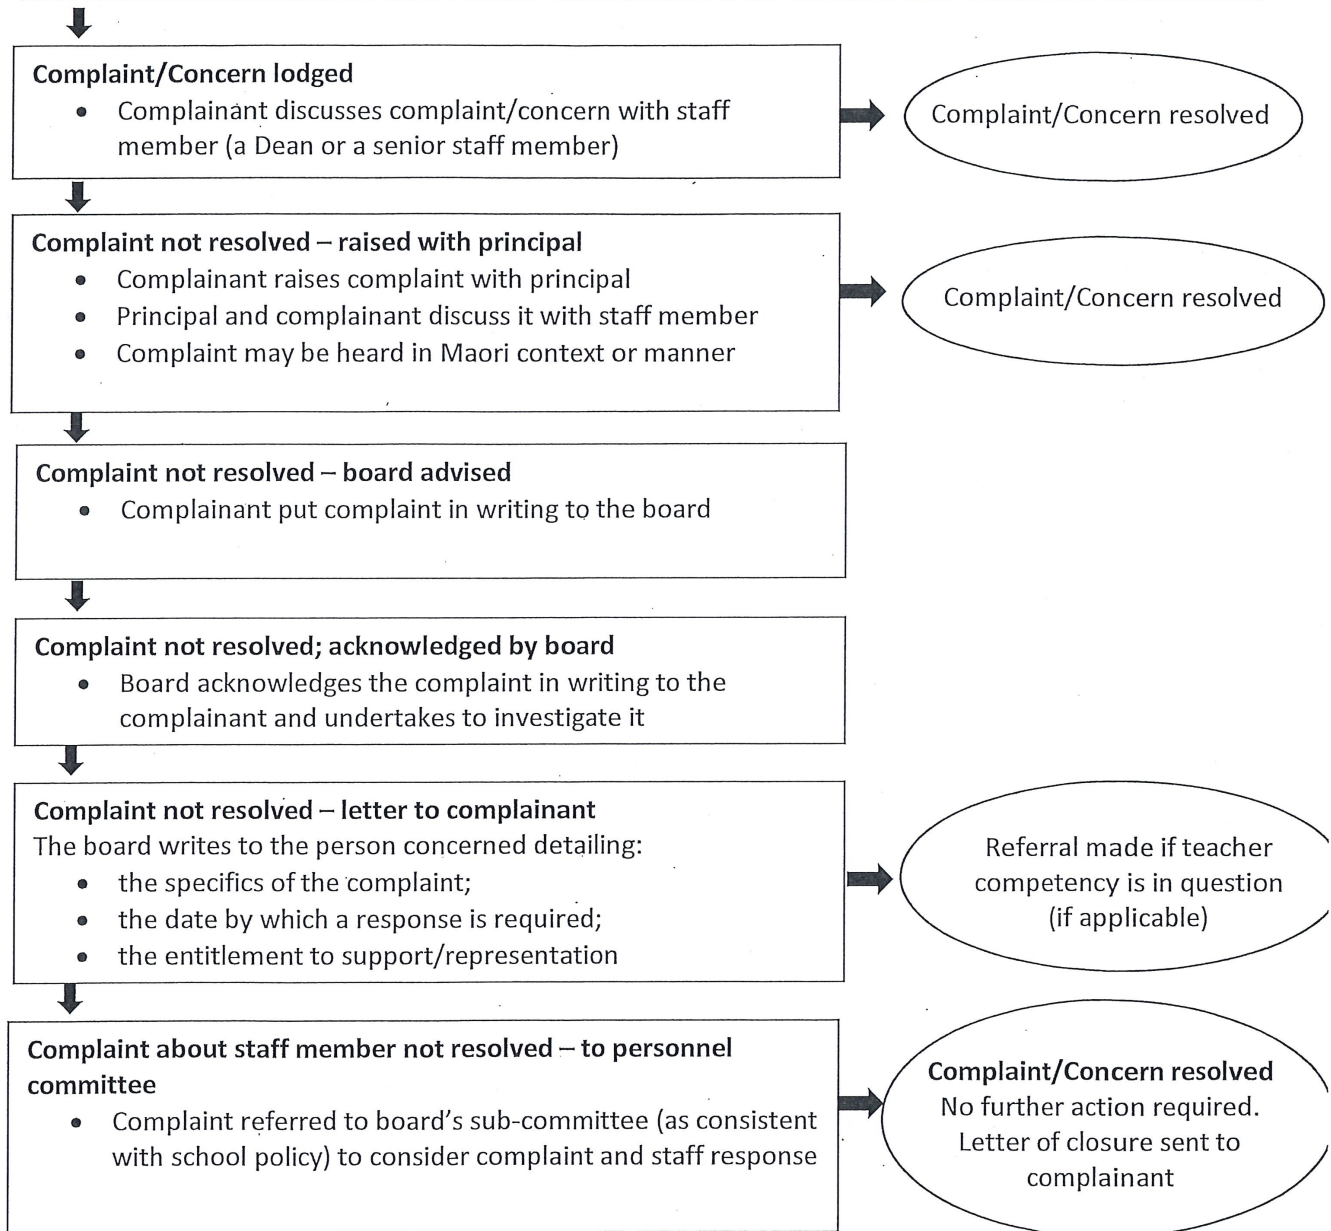 Complaint/Concern lodged
• Complainant discusses complaint/concern with staff
member (a Dean or a senior staff member)
Complaint/Concern resolved
Complaint not resolved – raised with principal
• Complainant raises complaint with principal
• Principal and complainant discuss it with staff member
• Complaint may be heard in Maori context or manner
Complaint/Concern resolved
Complaint not resolved – board advised
• Complainant put complaint in writing to the board
Complaint not resolved; acknowledged by board
• Board acknowledges the complaint in writing to the
complainant and undertakes to investigate it
Complaint not resolved – letter to complainant
The board writes to the person concerned detailing:
• the specifics of the complaint;
• the date by which a response is required;
• the entitlement to support/representation
Referral made if teacher
competency is in question
(if applicable)
Complaint about staff member not resolved – to personnel
committee
• Complaint referred to board's sub-committee (as consistent
with school policy) to consider complaint and staff response
Complaint/Concern resolved
No further action required.
Letter of closure sent to
complainant